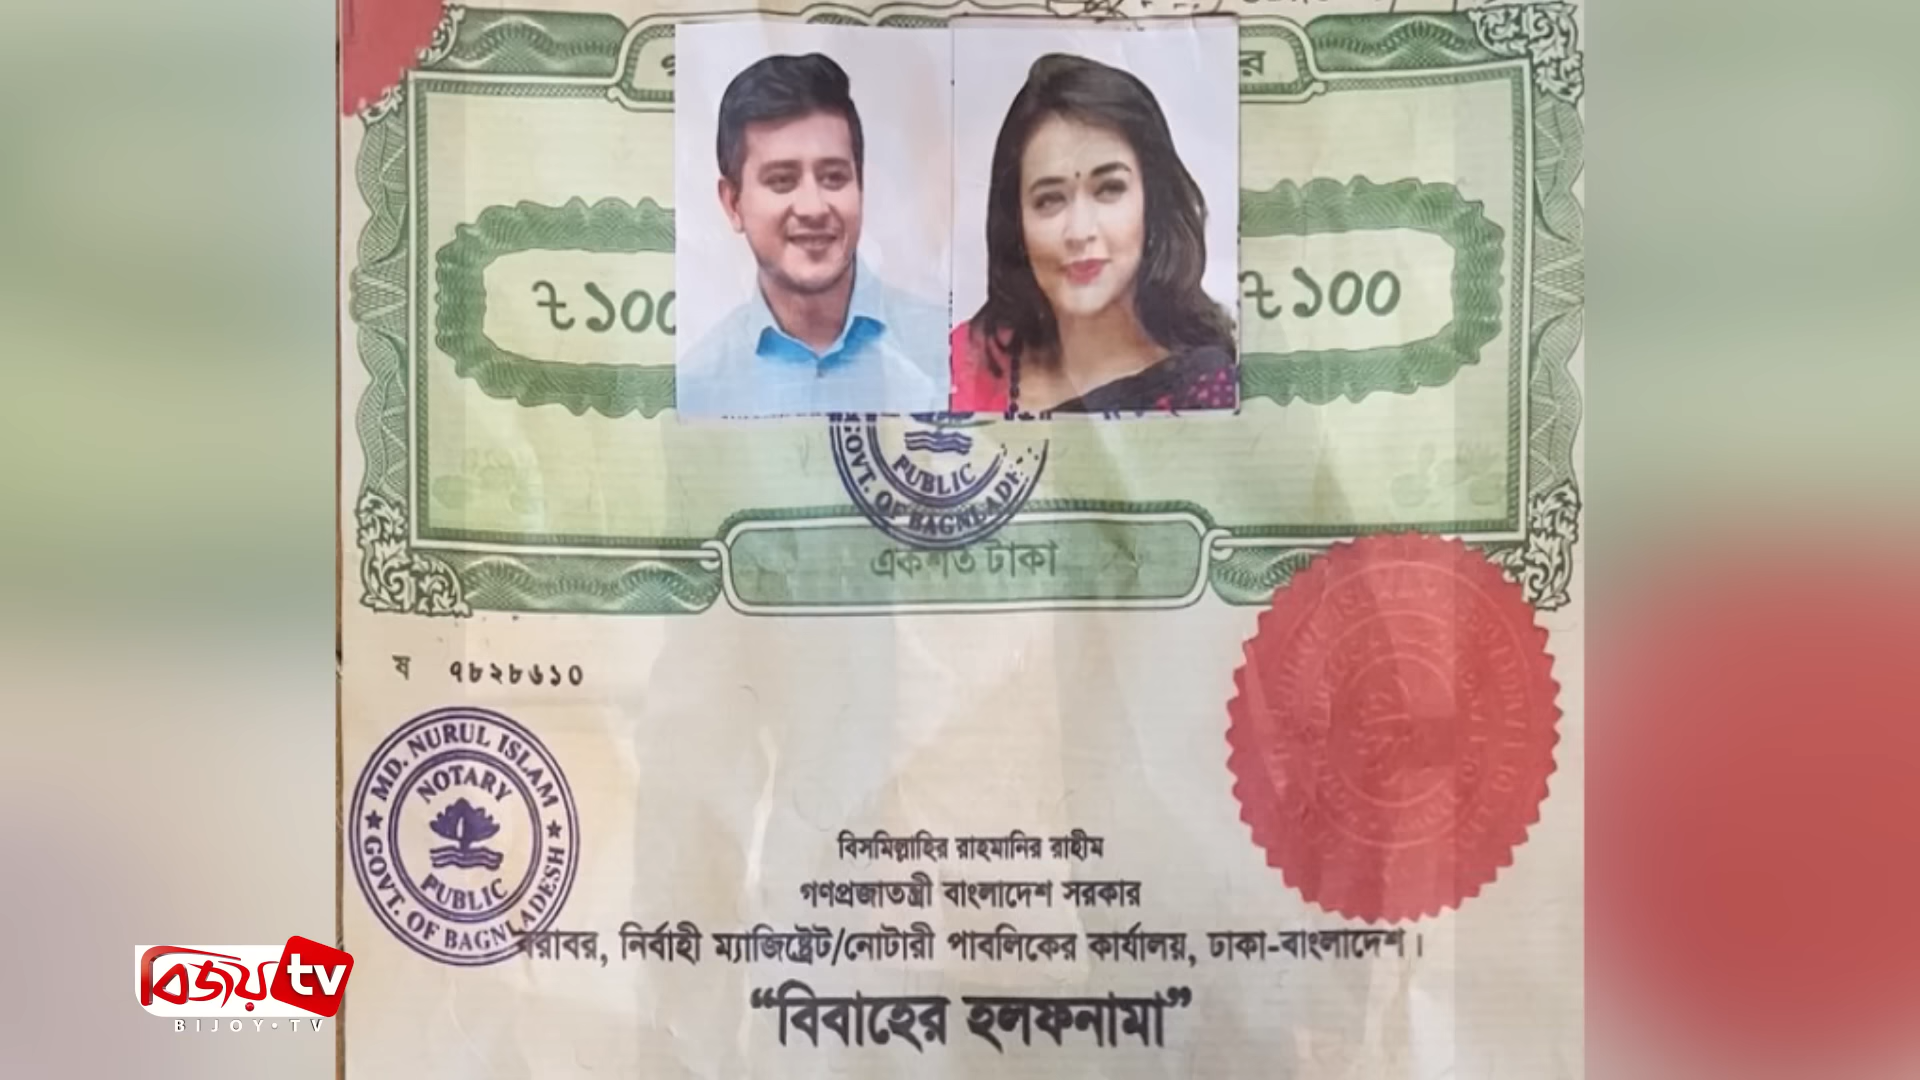 র
৳ ১০০
৳ ১০০
PUBLIC
GOVT. OF BAGNLADE
একশত টাকা
ষ ৭৮২৮৬১০
MD. NURUL ISLAM
NOTARY
PUBLIC
GOVT. OF BAGNLADESH
বিসমিল্লাহির রাহমানির রাহীম
গণপ্রজাতন্ত্রী বাংলাদেশ সরকার
বরাবর, নির্বাহী ম্যাজিষ্ট্রেট/নোটারী পাবলিকের কার্যালয়, ঢাকা-বাংলাদেশ।
“বিবাহের হলফনামা”
বিজয় tv
BIJOY·TV